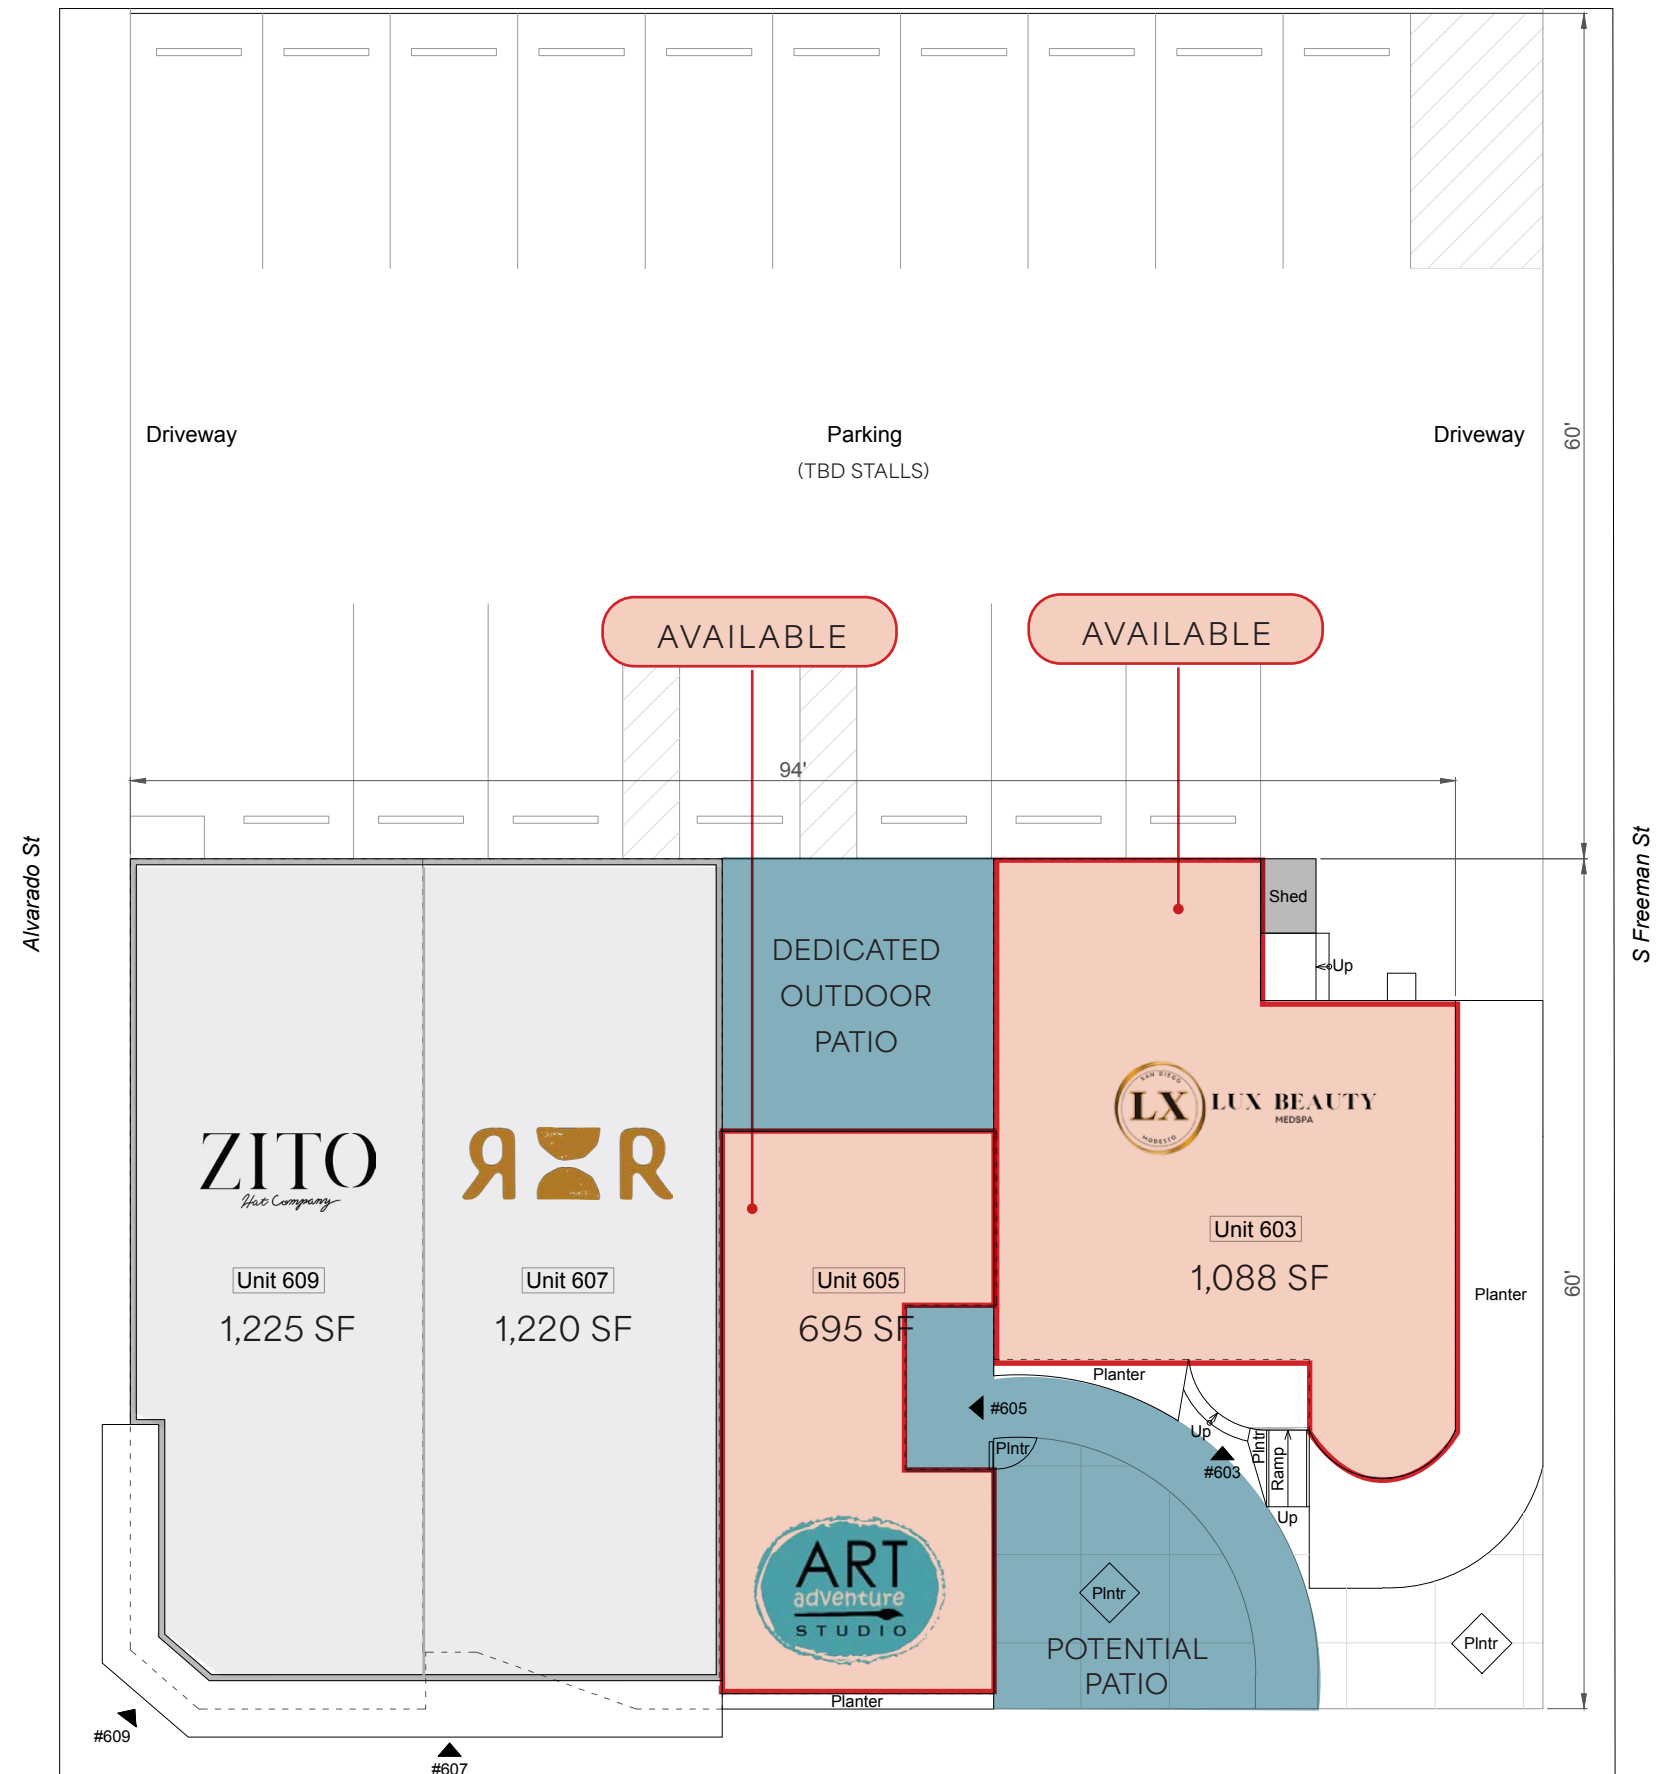 Driveway
Parking
Driveway
(TBD STALLS)
60'
AVAILABLE
AVAILABLE
94'
Alvarado St
S Freeman St
Shed
Up
DEDICATED
OUTDOOR
PATIO
SAN DIEGO
LX
MODESTO
LUX BEAUTY
MEDSPA
ZITO
Hat Company
R R
Unit 609
1,225 SF
Unit 607
1,220 SF
Unit 605
695 SF
Unit 603
1,088 SF
Planter
60'
Planter
#605
Up
Plntr
Plntr
Ramp
#603
Up
ART
adventure
STUDIO
Plntr
POTENTIAL
PATIO
Plntr
Planter
#609
#607